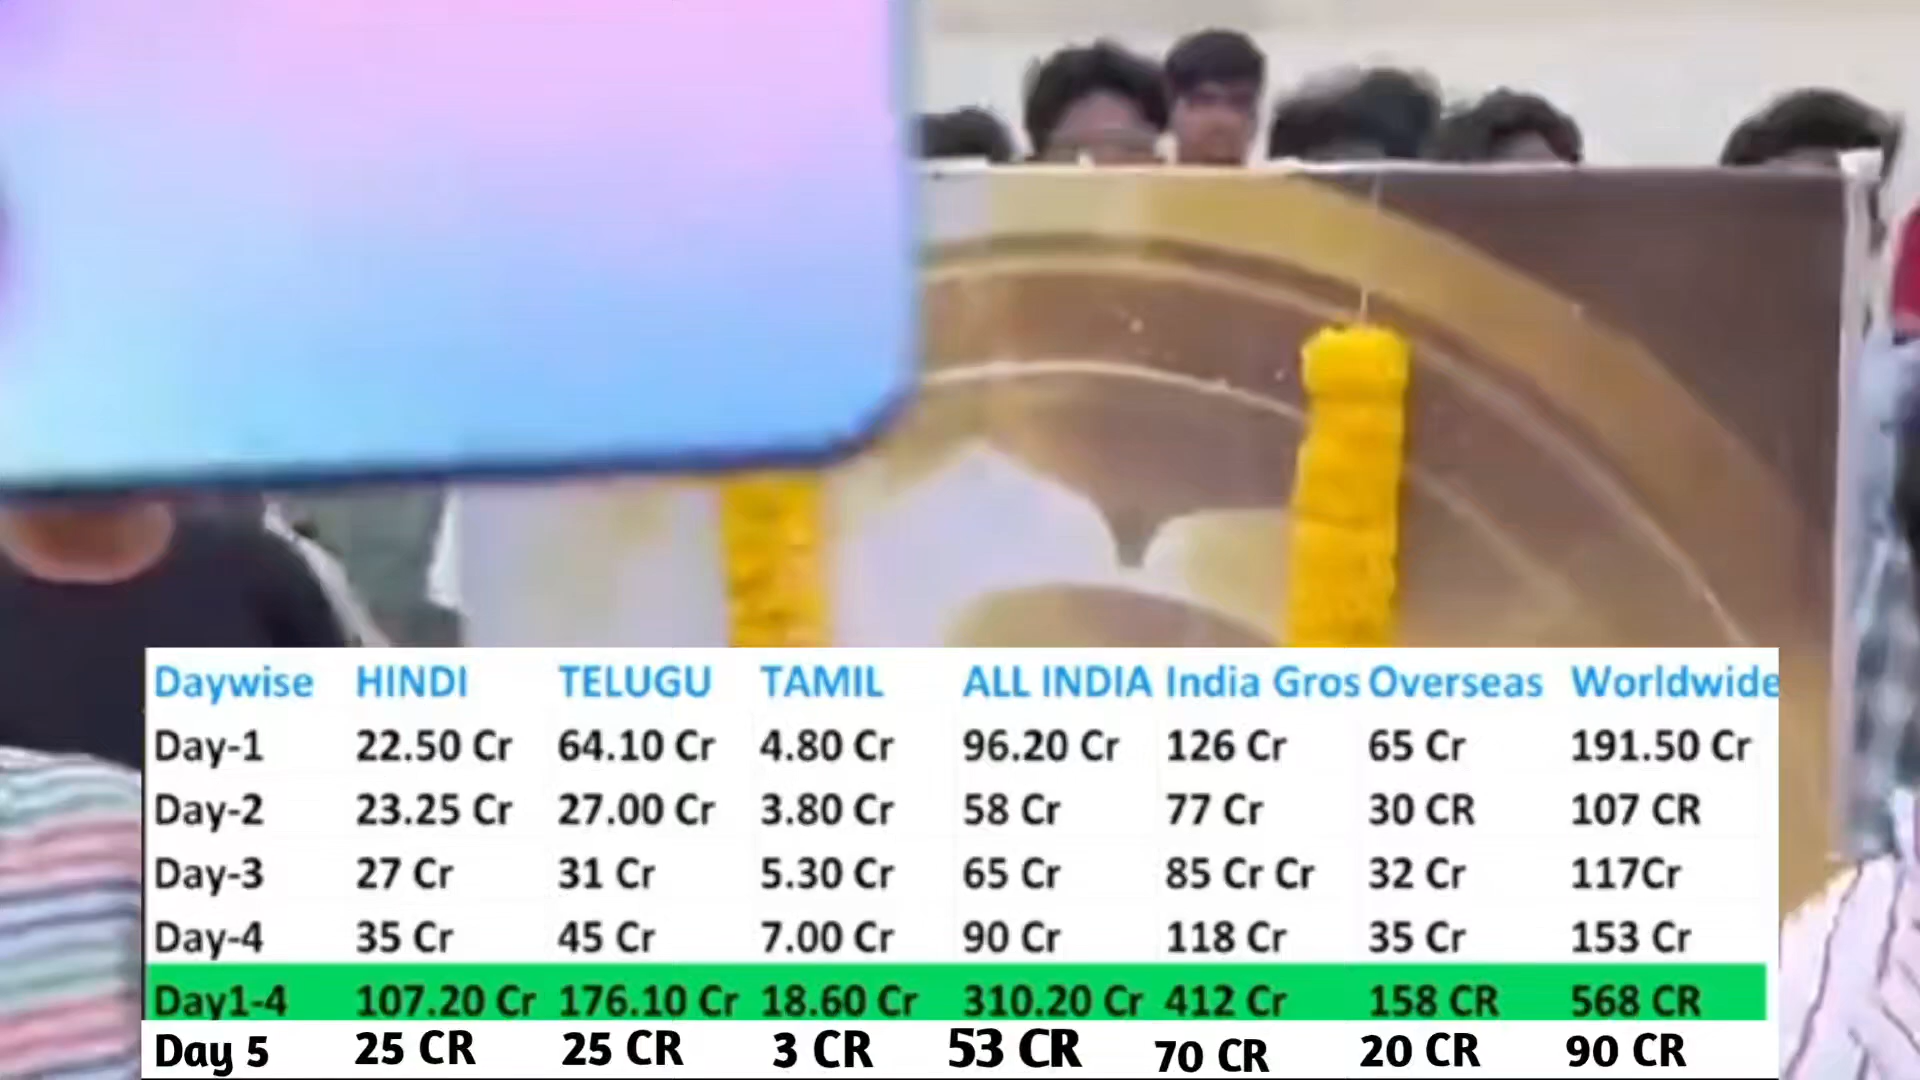 Daywise HINDI TELUGU TAMIL ALL INDIA India Gros Overseas Worldwide
Day-1 22.50 Cr 64.10 Cr 4.80 Cr 96.20 Cr 126 Cr 65 Cr 191.50 Cr
Day-2 23.25 Cr 27.00 Cr 3.80 Cr 58 Cr 77 Cr 30 CR 107 CR
Day-3 27 Cr 31 Cr 5.30 Cr 65 Cr 85 Cr Cr 32 Cr 117Cr
Day-4 35 Cr 45 Cr 7.00 Cr 90 Cr 118 Cr 35 Cr 153 Cr
Day1-4 107.20 Cr 176.10 Cr 18.60 Cr 310.20 Cr 412 Cr 158 CR 568 CR
Day 5 25 CR 25 CR 3 CR 53 CR 70 CR 20 CR 90 CR